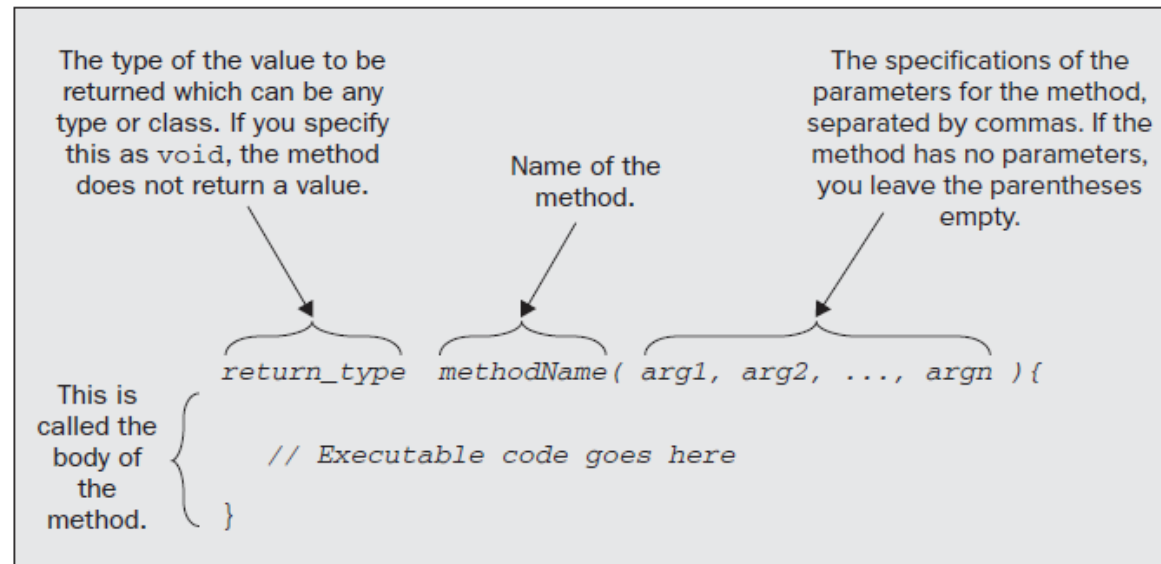 The type of the value to be
returned which can be any
type or class. If you specify
this as void, the method
does not return a value.
Name of the
method.
The specifications of the
parameters for the method,
separated by commas. If the
method has no parameters,
you leave the parentheses
empty.
return_type methodName( arg1, arg2, ..., argn ){
This is
called the
body of
the
method.
// Executable code goes here
}